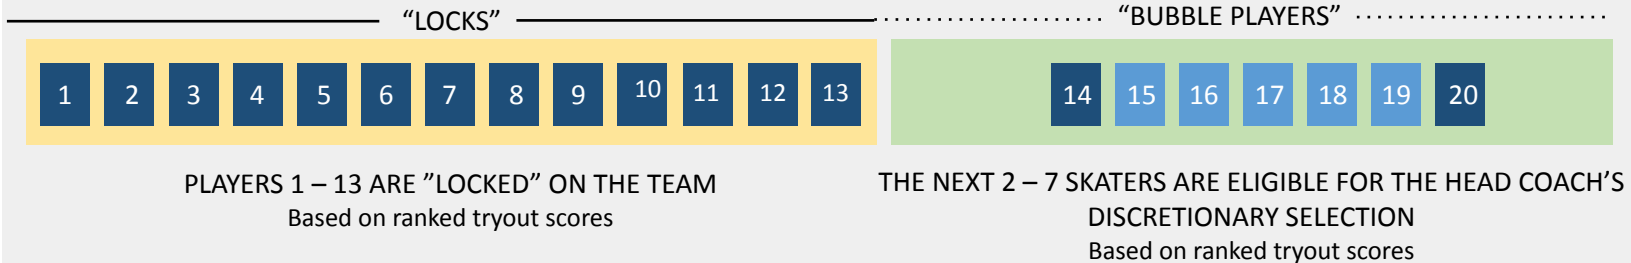 “LOCKS”
“BUBBLE PLAYERS”
1 2 3 4 5 6 7 8 9 10 11 12 13
14 15 16 17 18 19 20
PLAYERS 1 – 13 ARE ”LOCKED” ON THE TEAM
Based on ranked tryout scores
THE NEXT 2 – 7 SKATERS ARE ELIGIBLE FOR THE HEAD COACH’S
DISCRETIONARY SELECTION
Based on ranked tryout scores